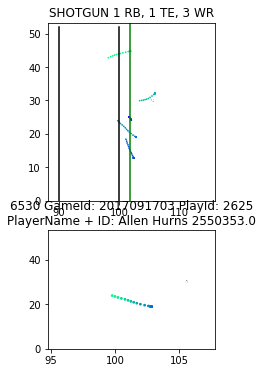 SHOTGUN 1 RB, 1 TE, 3 WR
50
40
30
20
10
0
90 100 110
6530 GameId: 2017091703 PlayId: 2625
PlayerName + ID: Allen Hurns 2550353.0
40
20
0
95 100 105